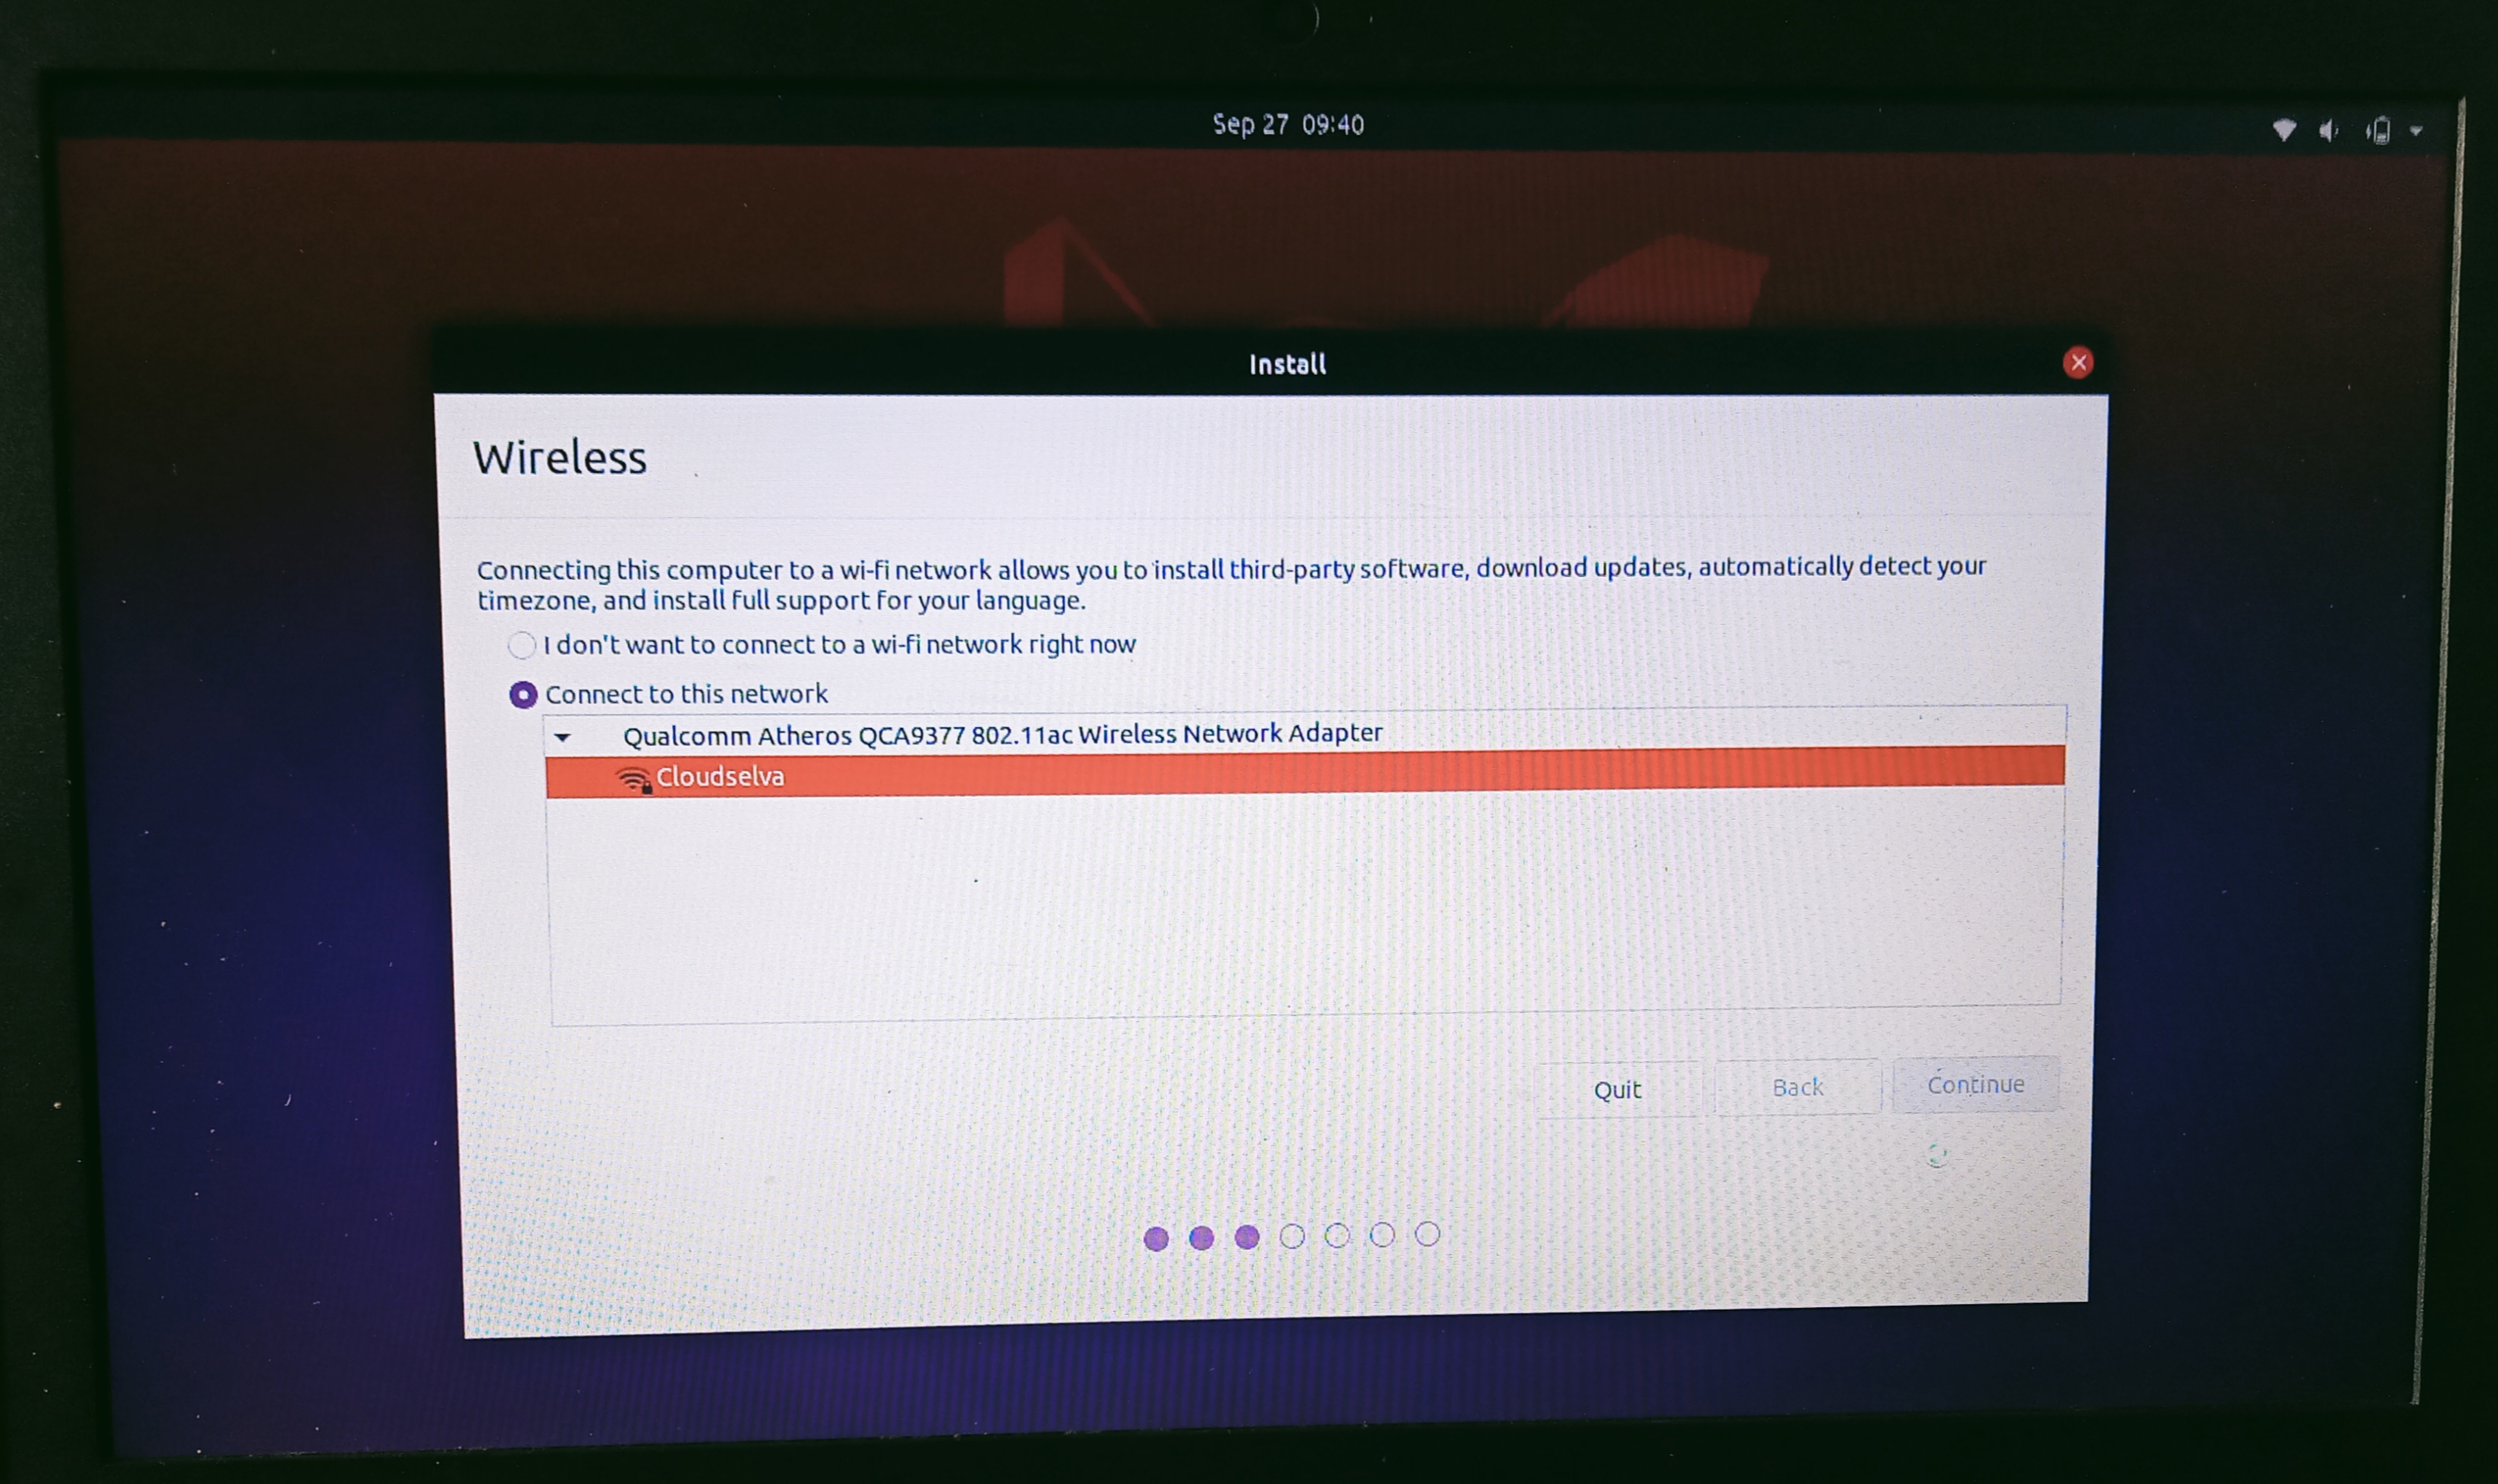 Sep 27 09:40
Install
Wireless
Connecting this computer to a wi-fi network allows you to install third-party software, download updates, automatically detect your
timezone, and install full support for your language.
I don't want to connect to a wi-fi network right now
Connect to this network
Qualcomm Atheros QCA9377 802.11ac Wireless Network Adapter
Cloudselva
Quit Back Continue